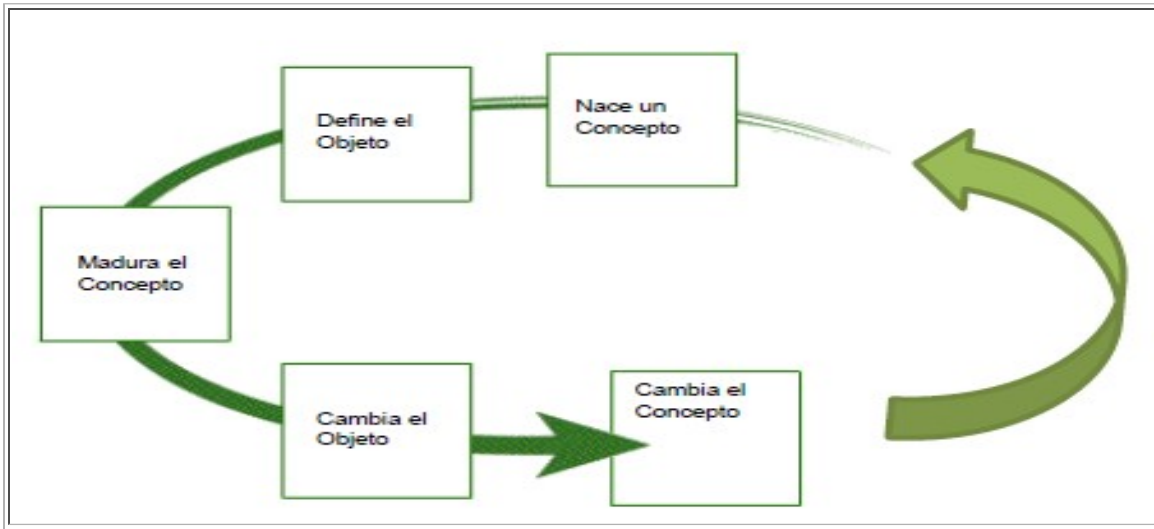 Nace un
Concepto
Define el
Objeto
Madura el
Concepto
Cambia el
Objeto
Cambia el
Concepto